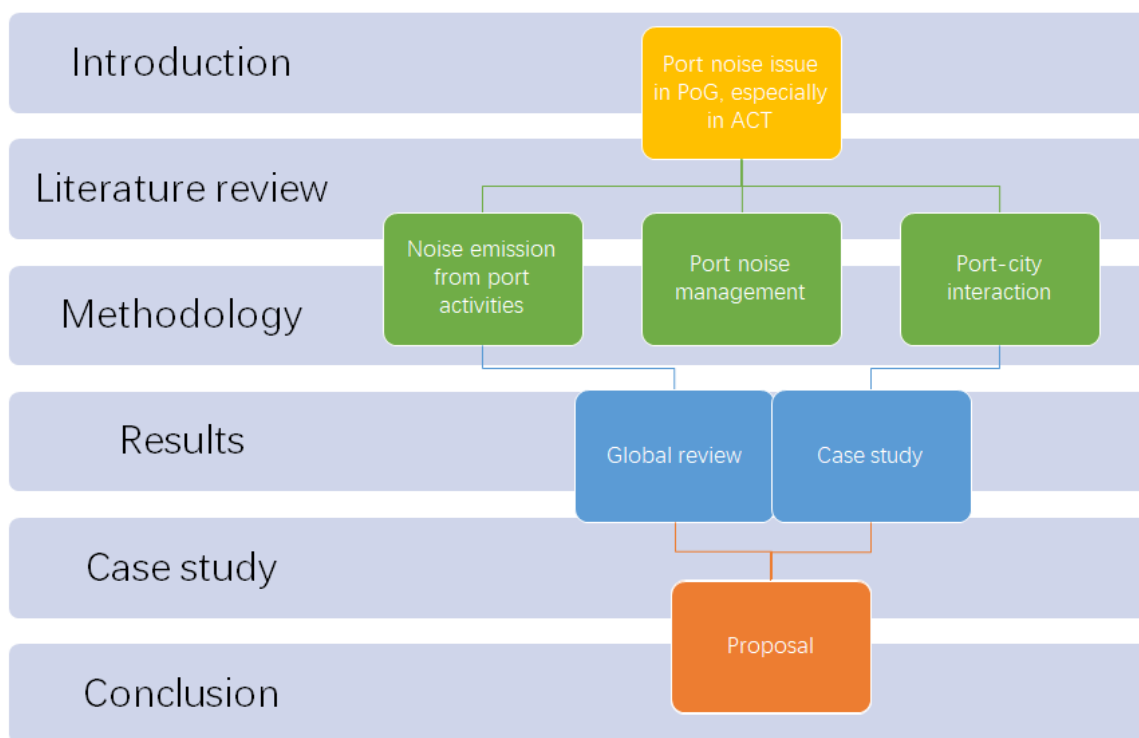 Introduction
Port noise issue
in PoG, especially
in ACT
Literature review
Noise emission
from port
activities
Port noise
management
Port-city
interaction
Methodology
Results
Global review
Case study
Case study
Proposal
Conclusion